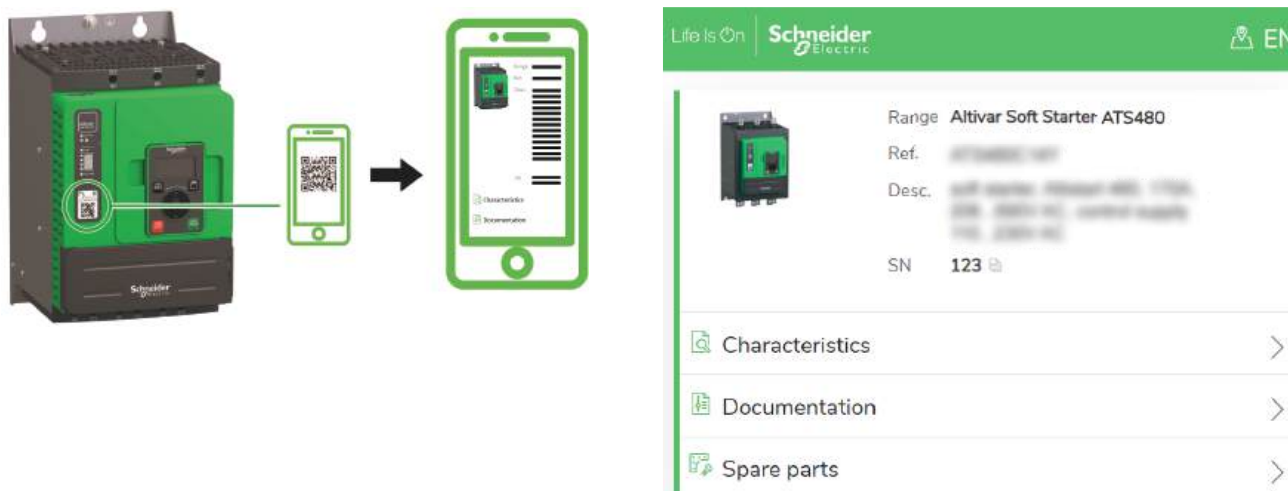 Schneider
Electric
Characteristics
Documentation
Life Is On
Schneider
Electric
EN
Range Altivar Soft Starter ATS480
Ref.
Desc.
SN 123
Characteristics
Documentation
Spare parts